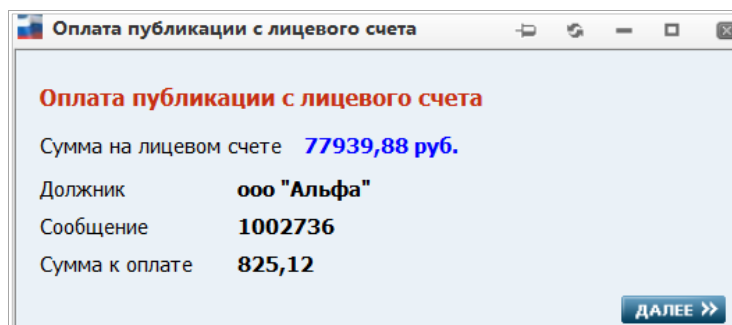 Оплата публикации с лицевого счета
Оплата публикации с лицевого счета
Сумма на лицевом счете 77939,88 руб.
Должник ооо "Альфа"
Сообщение 1002736
Сумма к оплате 825,12
ДАЛЕЕ